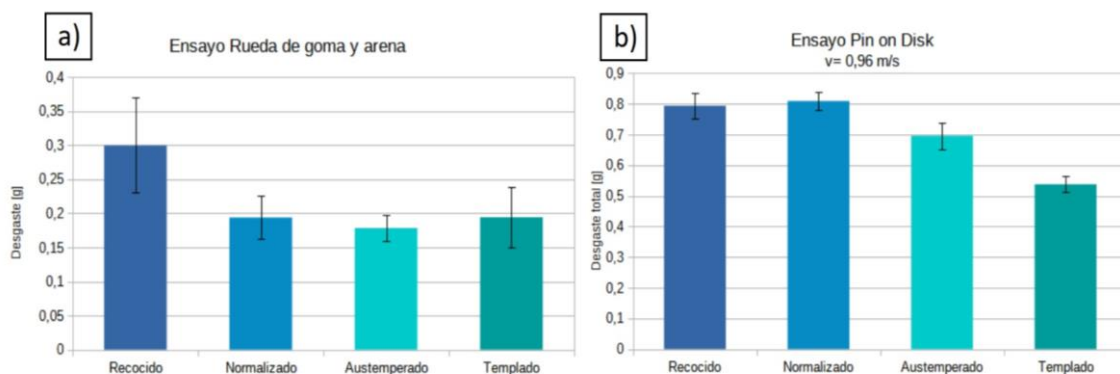 a)
Ensayo Rueda de goma y arena
Desgaste [g]
0,4
0,35
0,3
0,25
0,2
0,15
0,1
0,05
0
Recocido Normalizado Austemperado Templado
b)
Ensayo Pin on Disk
v= 0,96 m/s
Desgaste total [g]
0,9
0,8
0,7
0,6
0,5
0,4
0,3
0,2
0,1
0
Recocido Normalizado Austemperado Templado